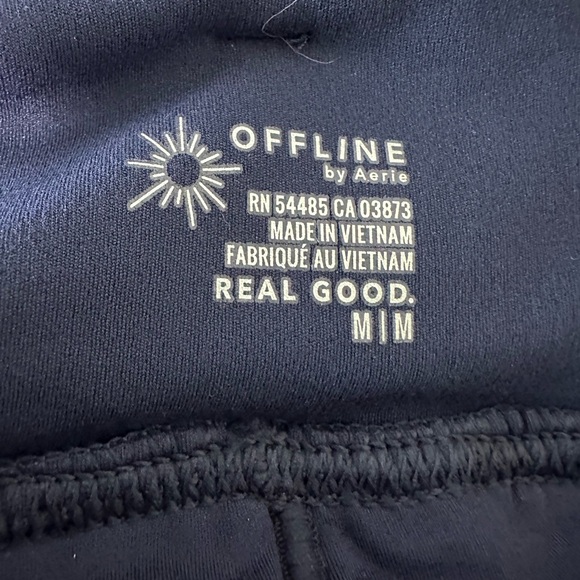 OFFLINE
by Aerie
RN 54485 CA 03873
MADE IN VIETNAM
FABRIQUÉ AU VIETNAM
REAL GOOD.
M | M